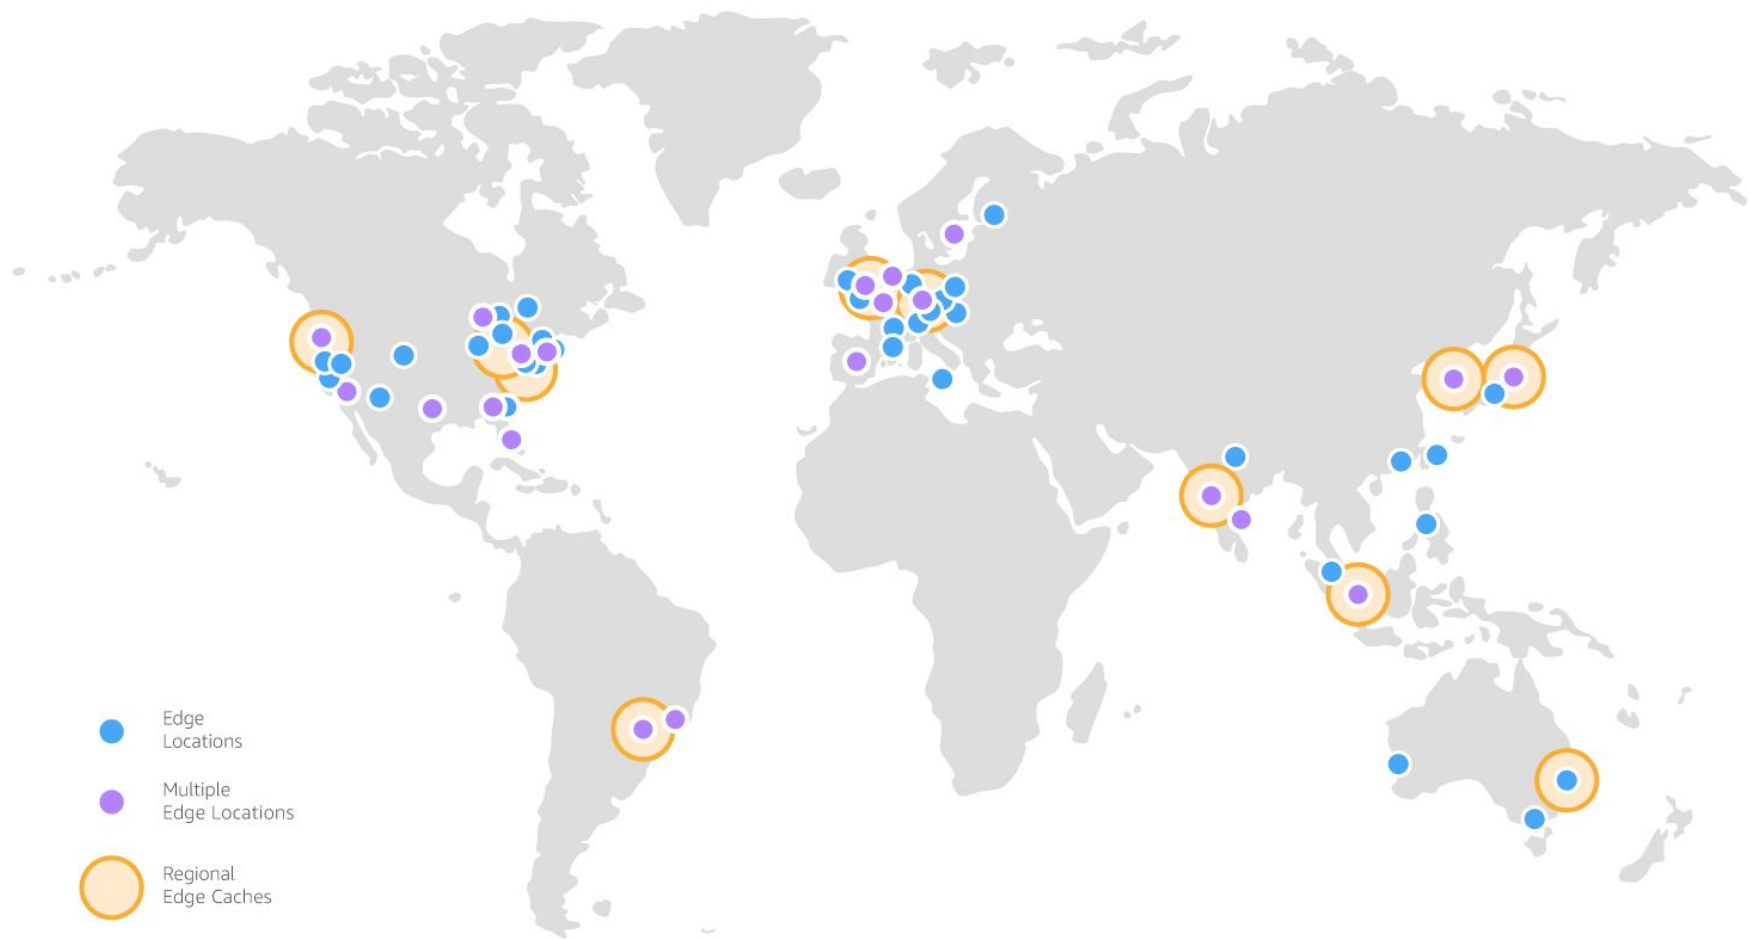 Edge
Locations
Multiple
Edge Locations
Regional
Edge Caches